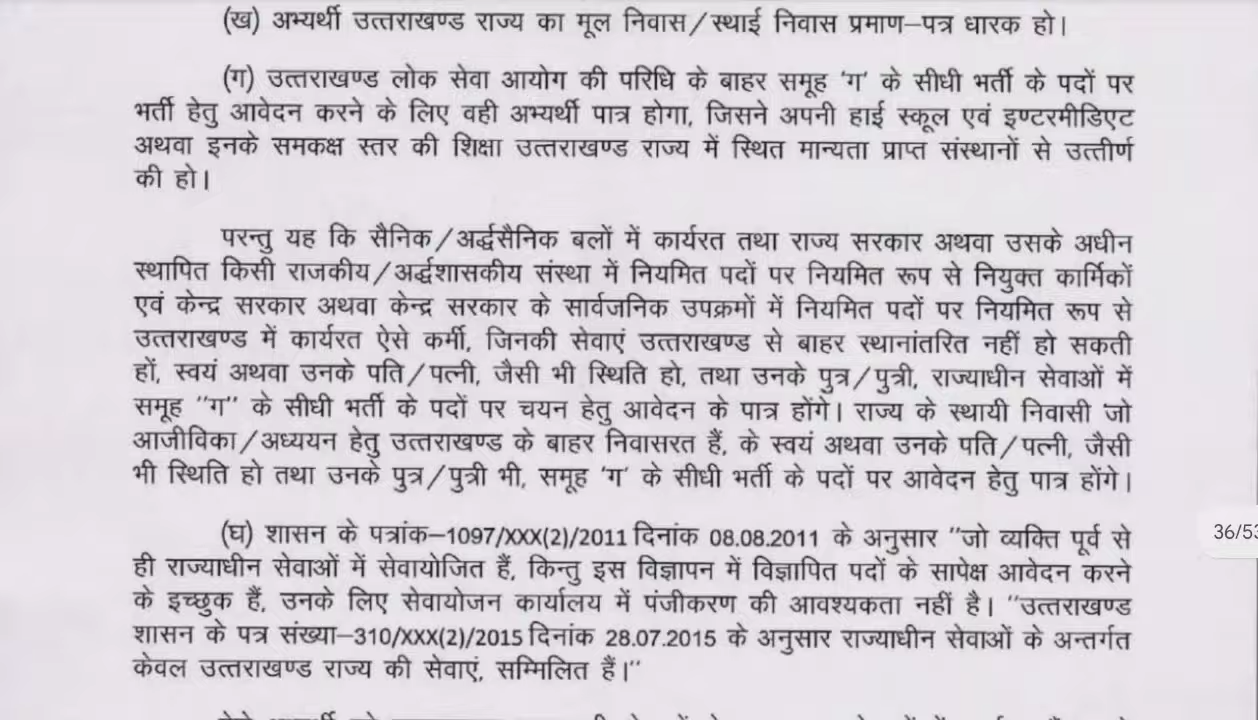 (ख) अभ्यर्थी उत्तराखण्ड राज्य का मूल निवास/स्थाई निवास प्रमाण–पत्र धारक हो।
(ग) उत्तराखण्ड लोक सेवा आयोग की परिधि के बाहर समूह 'ग' के सीधी भर्ती के पदों पर
भर्ती हेतु आवेदन करने के लिए वही अभ्यर्थी पात्र होगा, जिसने अपनी हाई स्कूल एवं इण्टरमीडिएट
अथवा इनके समकक्ष स्तर की शिक्षा उत्तराखण्ड राज्य में स्थित मान्यता प्राप्त संस्थानों से उत्तीर्ण
की हो।
परन्तु यह कि सैनिक/अर्द्धसैनिक बलों में कार्यरत तथा राज्य सरकार अथवा उसके अधीन
स्थापित किसी राजकीय/अर्द्धशासकीय संस्था में नियमित पदों पर नियमित रूप से नियुक्त कार्मिकों
एवं केन्द्र सरकार अथवा केन्द्र सरकार के सार्वजनिक उपक्रमों में नियमित पदों पर नियमित रूप से
उत्तराखण्ड में कार्यरत ऐसे कर्मी, जिनकी सेवाएं उत्तराखण्ड से बाहर स्थानांतरित नहीं हो सकती
हों, स्वयं अथवा उनके पति/पत्नी, जैसी भी स्थिति हो, तथा उनके पुत्र/पुत्री, राज्याधीन सेवाओं में
समूह "ग" के सीधी भर्ती के पदों पर चयन हेतु आवेदन के पात्र होंगे। राज्य के स्थायी निवासी जो
आजीविका/अध्ययन हेतु उत्तराखण्ड के बाहर निवासरत हैं, के स्वयं अथवा उनके पति/पत्नी, जैसी
भी स्थिति हो तथा उनके पुत्र/पुत्री भी, समूह 'ग' के सीधी भर्ती के पदों पर आवेदन हेतु पात्र होंगे।
(घ) शासन के पत्रांक–1097/XXX(2)/2011 दिनांक 08.08.2011 के अनुसार "जो व्यक्ति पूर्व से
36/53
ही राज्याधीन सेवाओं में सेवायोजित हैं, किन्तु इस विज्ञापन में विज्ञापित पदों के सापेक्ष आवेदन करने
के इच्छुक हैं, उनके लिए सेवायोजन कार्यालय में पंजीकरण की आवश्यकता नहीं है। "उत्तराखण्ड
शासन के पत्र संख्या–310/XXX(2)/2015 दिनांक 28.07.2015 के अनुसार राज्याधीन सेवाओं के अन्तर्गत
केवल उत्तराखण्ड राज्य की सेवाएं, सम्मिलित हैं।"